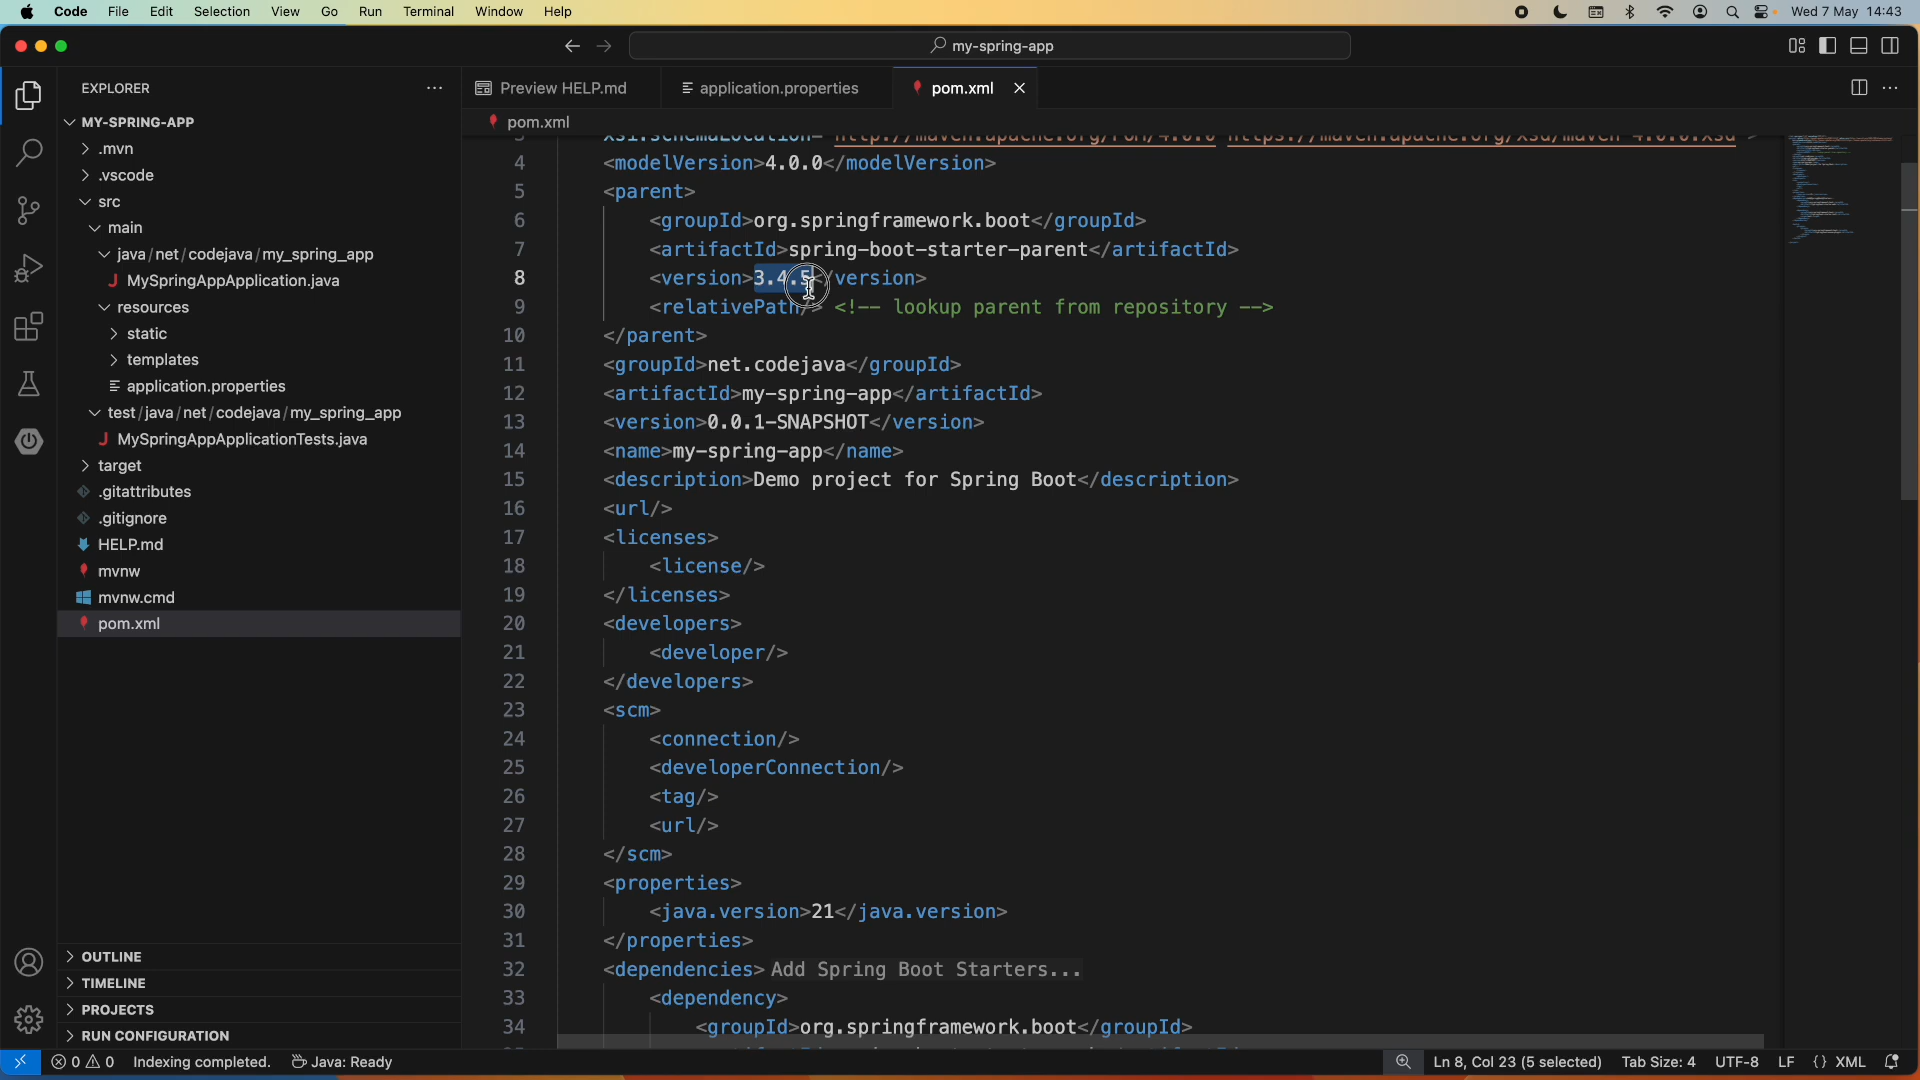 Code File Edit Selection View Go Run Terminal Window Help Wed 7 May 14:43
my-spring-app
EXPLORER
MY-SPRING-APP
.mvn
.vscode
src
main
java/net/codejava/my_spring_app
MySpringAppApplication.java
resources
static
templates
application.properties
test/java/net/codejava/my_spring_app
MySpringAppApplicationTests.java
target
.gitattributes
.gitignore
HELP.md
mvnw
mvnw.cmd
pom.xml
OUTLINE
TIMELINE
PROJECTS
RUN CONFIGURATION
Preview HELP.md application.properties pom.xml
pom.xml
4 <modelVersion>4.0.0</modelVersion>
5 <parent>
6 <groupId>org.springframework.boot</groupId>
7 <artifactId>spring-boot-starter-parent</artifactId>
8 <version>3.4.5</version>
9 <relativePath/> <!-- lookup parent from repository -->
10 </parent>
11 <groupId>net.codejava</groupId>
12 <artifactId>my-spring-app</artifactId>
13 <version>0.0.1-SNAPSHOT</version>
14 <name>my-spring-app</name>
15 <description>Demo project for Spring Boot</description>
16 <url/>
17 <licenses>
18 <license/>
19 </licenses>
20 <developers>
21 <developer/>
22 </developers>
23 <scm>
24 <connection/>
25 <developerConnection/>
26 <tag/>
27 <url/>
28 </scm>
29 <properties>
30 <java.version>21</java.version>
31 </properties>
32 <dependencies> Add Spring Boot Starters...
33 <dependency>
34 <groupId>org.springframework.boot</groupId>
0 0 Indexing completed. Java: Ready Ln 8, Col 23 (5 selected) Tab Size: 4 UTF-8 LF {} XML